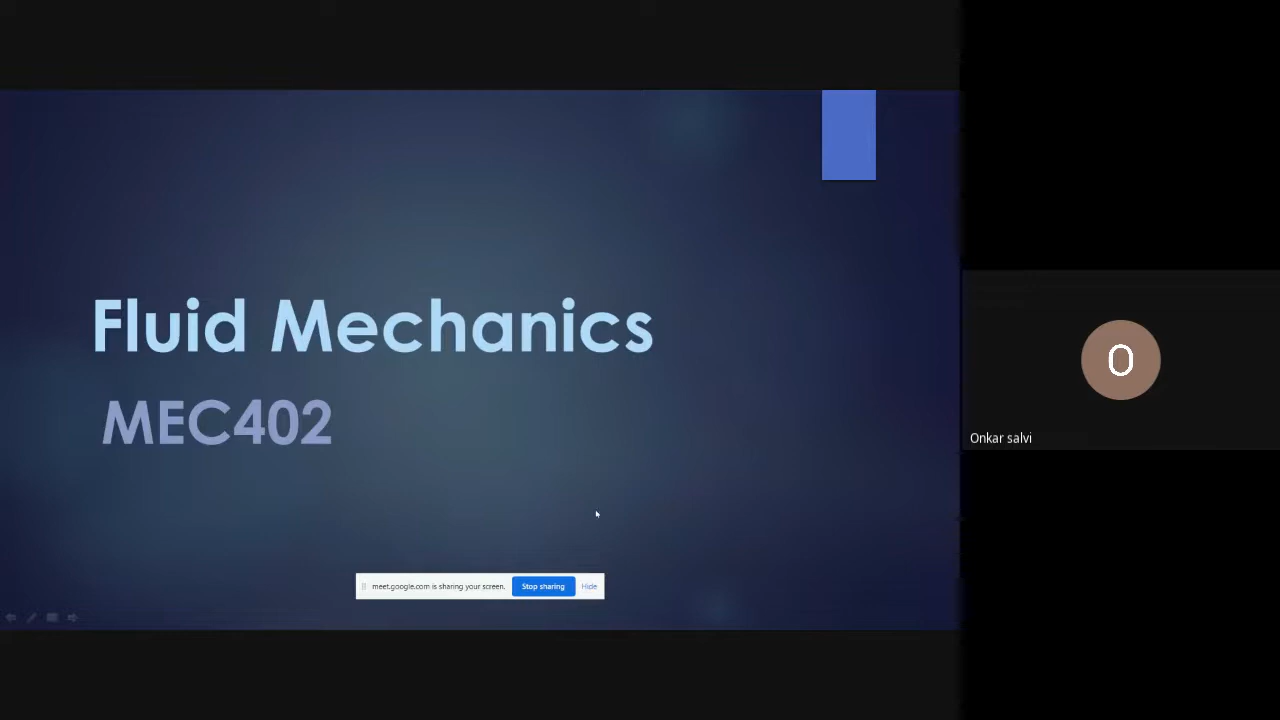 Fluid Mechanics
MEC402
meet.google.com is sharing your screen. Stop sharing Hide
O
Onkar salvi